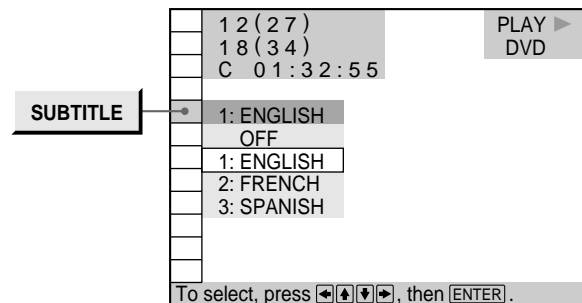 12(27)
18(34)
C 01:32:55
PLAY ▶
DVD
SUBTITLE
1: ENGLISH
OFF
1: ENGLISH
2: FRENCH
3: SPANISH
To select, press ←↑↓→, then ENTER.